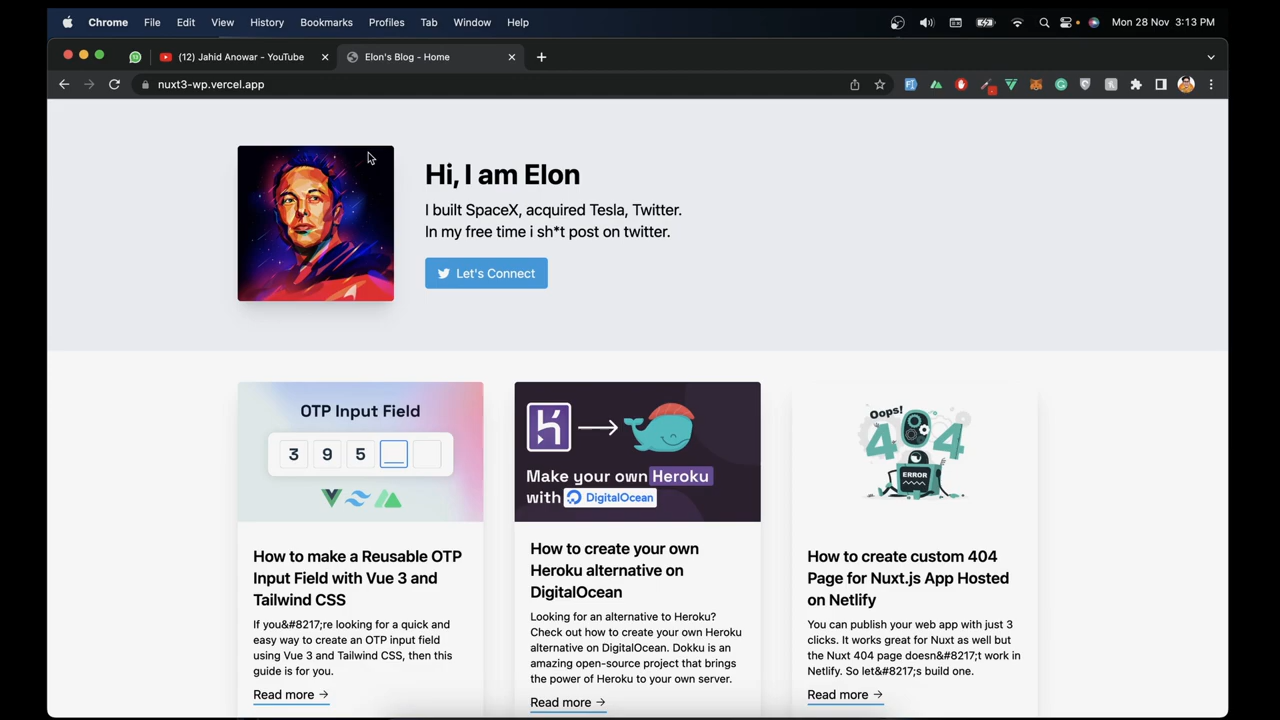 Chrome File Edit View History Bookmarks Profiles Tab Window Help Mon 28 Nov 3:13 PM
(12) Jahid Anowar - YouTube Elon's Blog - Home
nuxt3-wp.vercel.app
Hi, I am Elon
I built SpaceX, acquired Tesla, Twitter.
In my free time i sh*t post on twitter.
Let's Connect
OTP Input Field
3 9 5
Make your own Heroku
with DigitalOcean
Oops!
404
ERROR
How to make a Reusable OTP
Input Field with Vue 3 and
Tailwind CSS
If you&#8217;re looking for a quick and
easy way to create an OTP input field
using Vue 3 and Tailwind CSS, then this
guide is for you.
Read more →
How to create your own
Heroku alternative on
DigitalOcean
Looking for an alternative to Heroku?
Check out how to create your own Heroku
alternative on DigitalOcean. Dokku is an
amazing open-source project that brings
the power of Heroku to your own server.
Read more →
How to create custom 404
Page for Nuxt.js App Hosted
on Netlify
You can publish your web app with just 3
clicks. It works great for Nuxt as well but
the Nuxt 404 page doesn&#8217;t work in
Netlify. So let&#8217;s build one.
Read more →